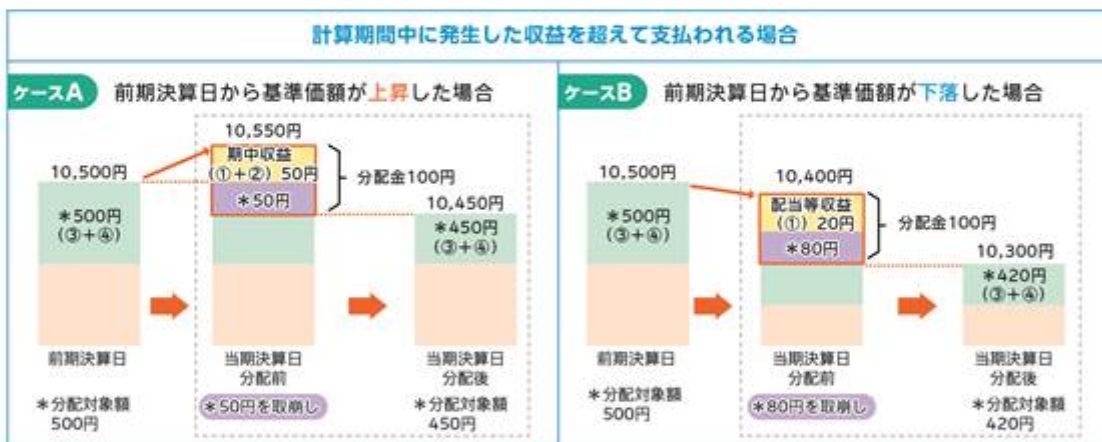 計算期間中に発生した収益を超えて支払われる場合
ケースA 前期決算日から基準価額が上昇した場合
10,550円
10,500円
期中収益
(①+②) 50円
*50円
分配金100円
*500円
(③+④)
10,450円
*450円
(③+④)
前期決算日
当期決算日
分配前
当期決算日
分配後
*分配対象額
500円
*50円を取崩し
*分配対象額
450円
ケースB 前期決算日から基準価額が下落した場合
10,500円
10,400円
配当等収益
(①) 20円
*80円
分配金100円
*500円
(③+④)
10,300円
*420円
(③+④)
前期決算日
当期決算日
分配前
当期決算日
分配後
*分配対象額
500円
*80円を取崩し
*分配対象額
420円